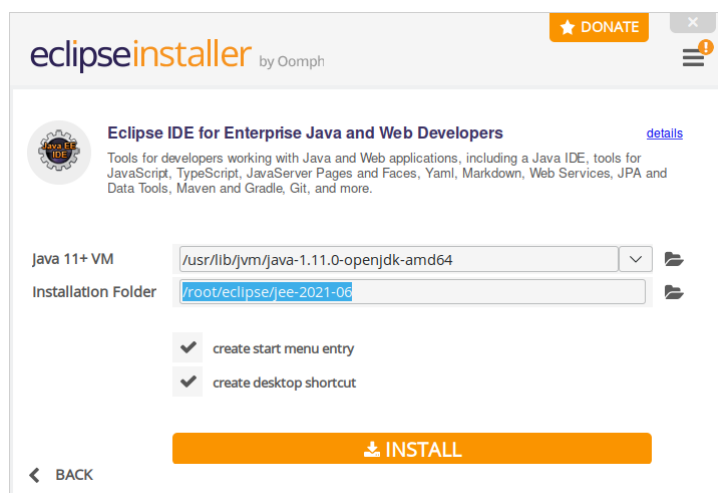 DONATE
eclipseinstaller by Oomph
Java EE
IDE
Eclipse IDE for Enterprise Java and Web Developers
details
Tools for developers working with Java and Web applications, including a Java IDE, tools for
JavaScript, TypeScript, JavaServer Pages and Faces, Yaml, Markdown, Web Services, JPA and
Data Tools, Maven and Gradle, Git, and more.
Java 11+ VM
/usr/lib/jvm/java-1.11.0-openjdk-amd64
Installation Folder
/root/eclipse/jee-2021-06
create start menu entry
create desktop shortcut
INSTALL
BACK